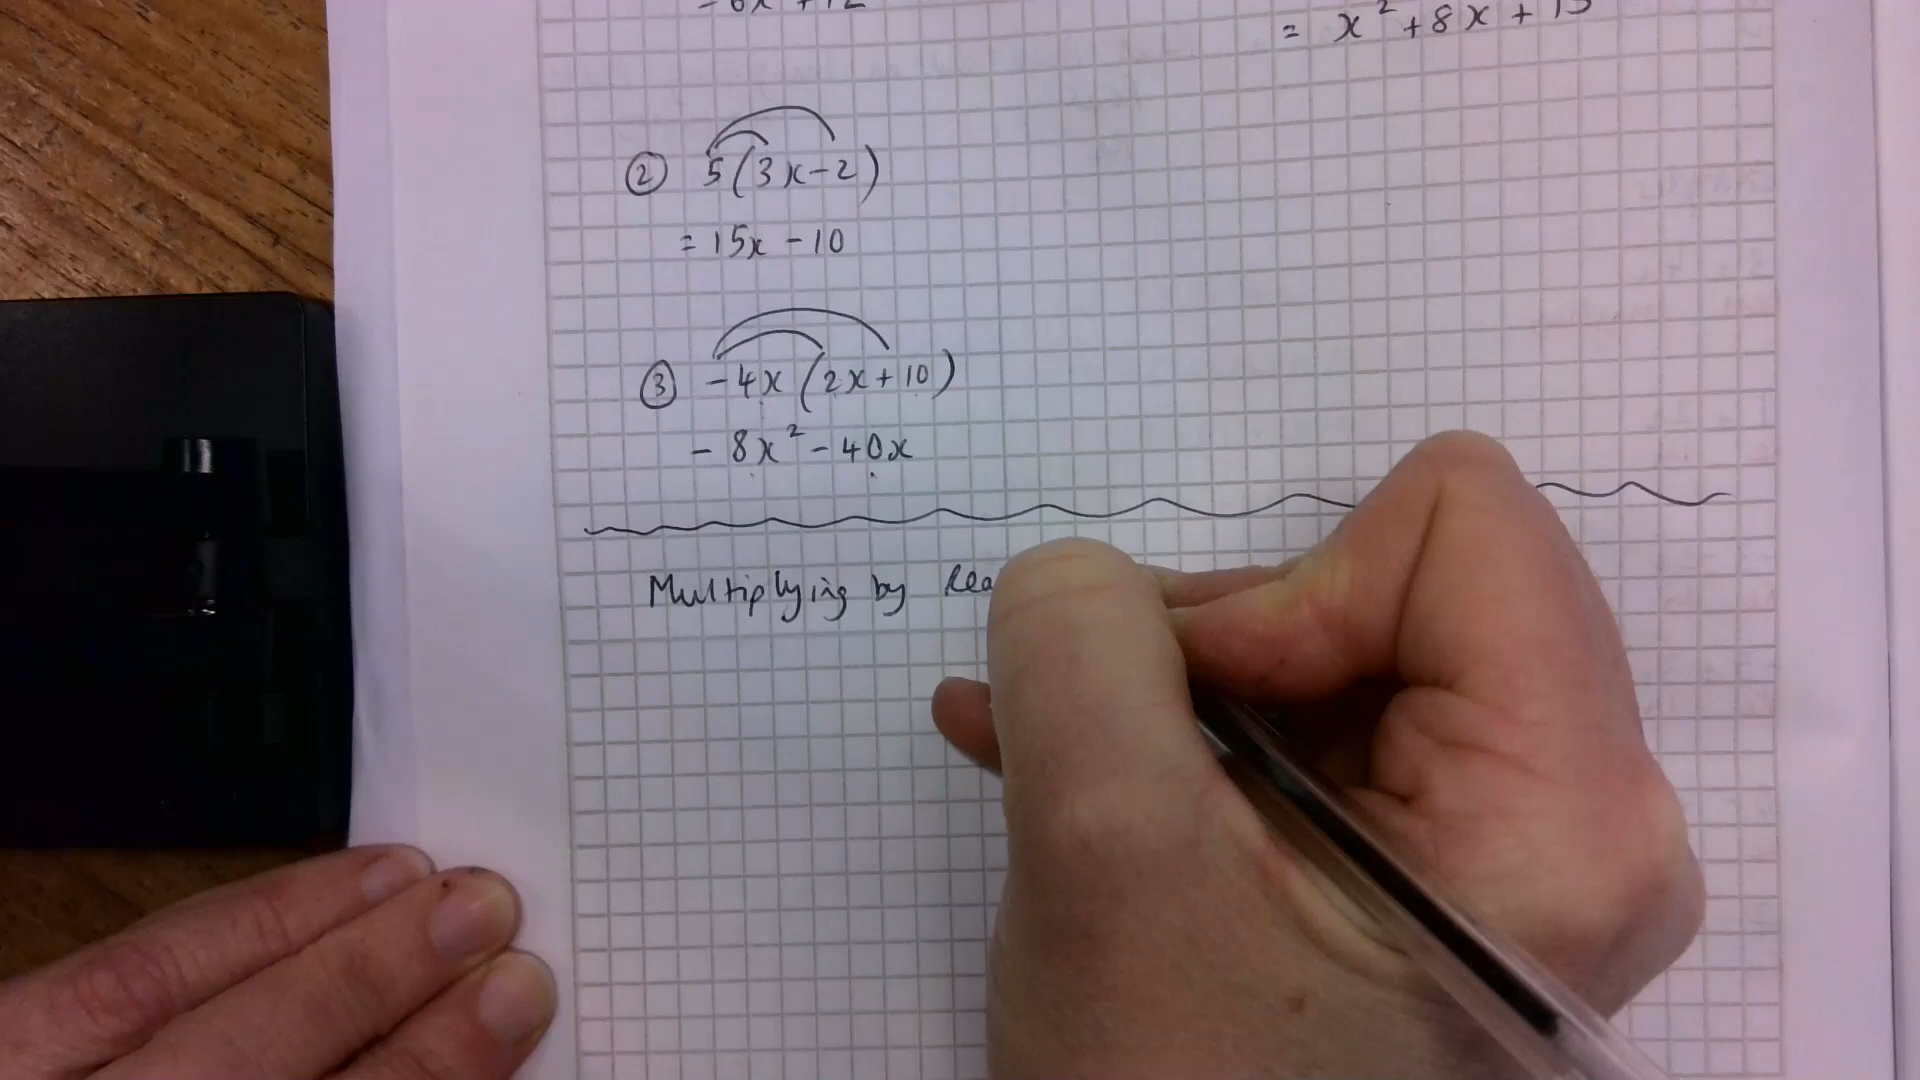 = x² + 8x + 15
② 5(3x-2)
= 15x - 10
③ -4x(2x+10)
- 8x² - 40x
Multiplying by